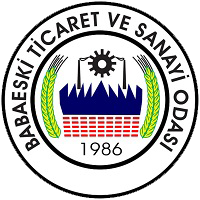 BABAESKİ TİCARET VE SANAYİ ODASI
1986